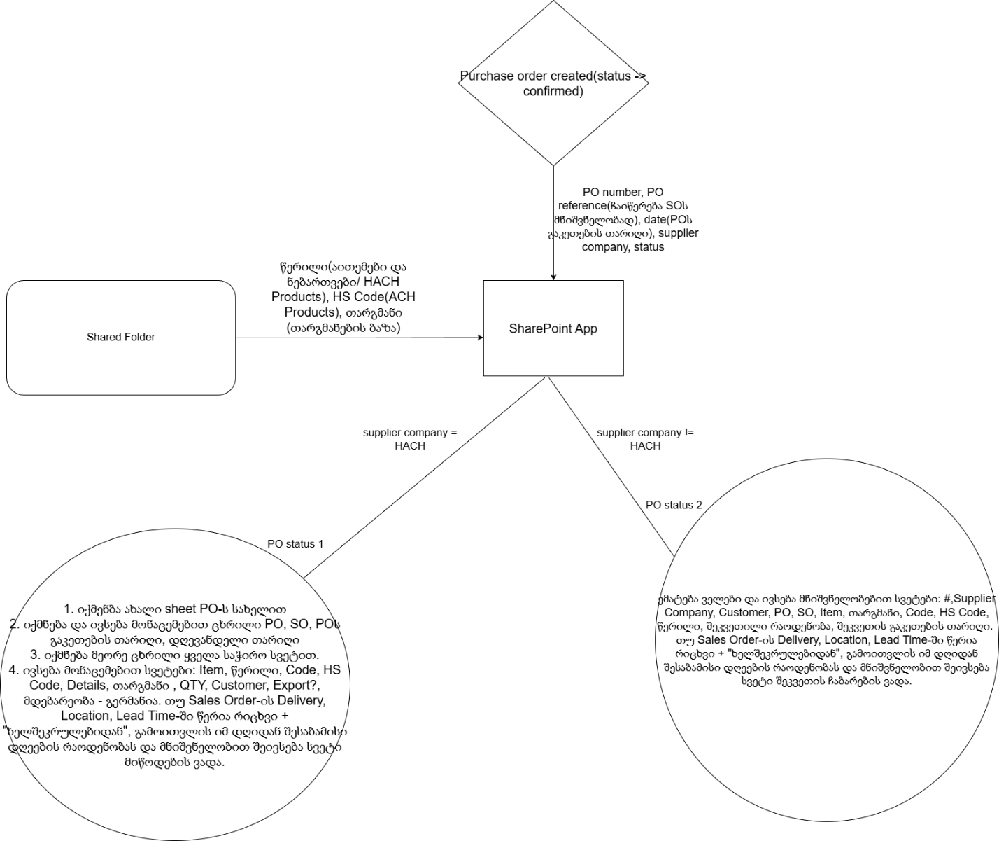 Purchase order created(status ->
confirmed)
PO number, PO
reference(ჩაიწერება SOს
მნიშვნელობად), date(POს
გაკეთების თარიღი), supplier
company, status
წერილი(აითემები და
ნებართვები/ HACH
Products), HS Code(ACH
Products), თარგმანი
(თარგმანების ბაზა)
Shared Folder
SharePoint App
supplier company =
HACH
supplier company !=
HACH
PO status 2
PO status 1
1. იქმენბა ახალი sheet PO-ს სახელით
2. იქმნება და ივსება მონაცემებით ცხრილი PO, SO, POს
გაკეთების თარიღი, დღევანდელი თარიღი
3. იქმნება მეორე ცხრილი ყველა საჭირო სვეტით.
4. ივსება მონაცემებით სვეტები: Item, წერილი, Code, HS
Code, Details, თარგმანი , QTY, Customer, Export?,
მდებარეობა - გერმანია. თუ Sales Order-ის Delivery,
Location, Lead Time-ში წერია რიცხვი +
"ხელშეკრულებიდან", გამოითვლის იმ დღიდან შესაბამისი
დღეების რაოდენობას და მნიშვნელობით შეივსება სვეტი
მიწოდების ვადა.
ემატება ველები და ივსება მნიშვნელობებით სვეტები: #,Supplier
Company, Customer, PO, SO, Item, თარგმანი, Code, HS Code,
წერილი, შეკვეთილი რაოდენობა, შეკვეთის გაკეთების თარიღი.
თუ Sales Order-ის Delivery, Location, Lead Time-ში წერია
რიცხვი + "ხელშეკრულებიდან", გამოითვლის იმ დღიდან
შესაბამისი დღეების რაოდენობას და მნიშვნელობით შეივსება
სვეტი შეკვეთის ჩაბარების ვადა.